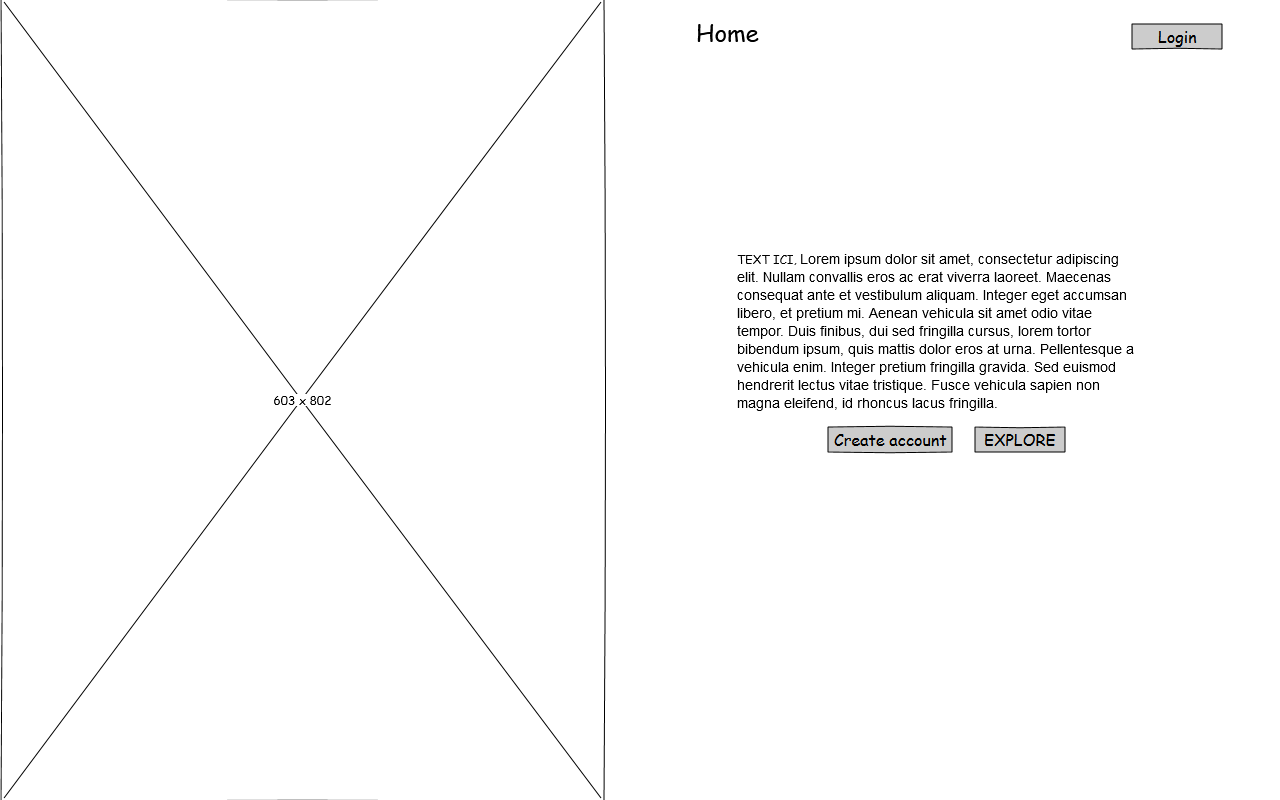 Home
Login
603 x 802
TEXT ICI, Lorem ipsum dolor sit amet, consectetur adipiscing
elit. Nullam convallis eros ac erat viverra laoreet. Maecenas
consequat ante et vestibulum aliquam. Integer eget accumsan
libero, et pretium mi. Aenean vehicula sit amet odio vitae
tempor. Duis finibus, dui sed fringilla cursus, lorem tortor
bibendum ipsum, quis mattis dolor eros at urna. Pellentesque a
vehicula enim. Integer pretium fringilla gravida. Sed euismod
hendrerit lectus vitae tristique. Fusce vehicula sapien non
magna eleifend, id rhoncus lacus fringilla.
Create account
EXPLORE